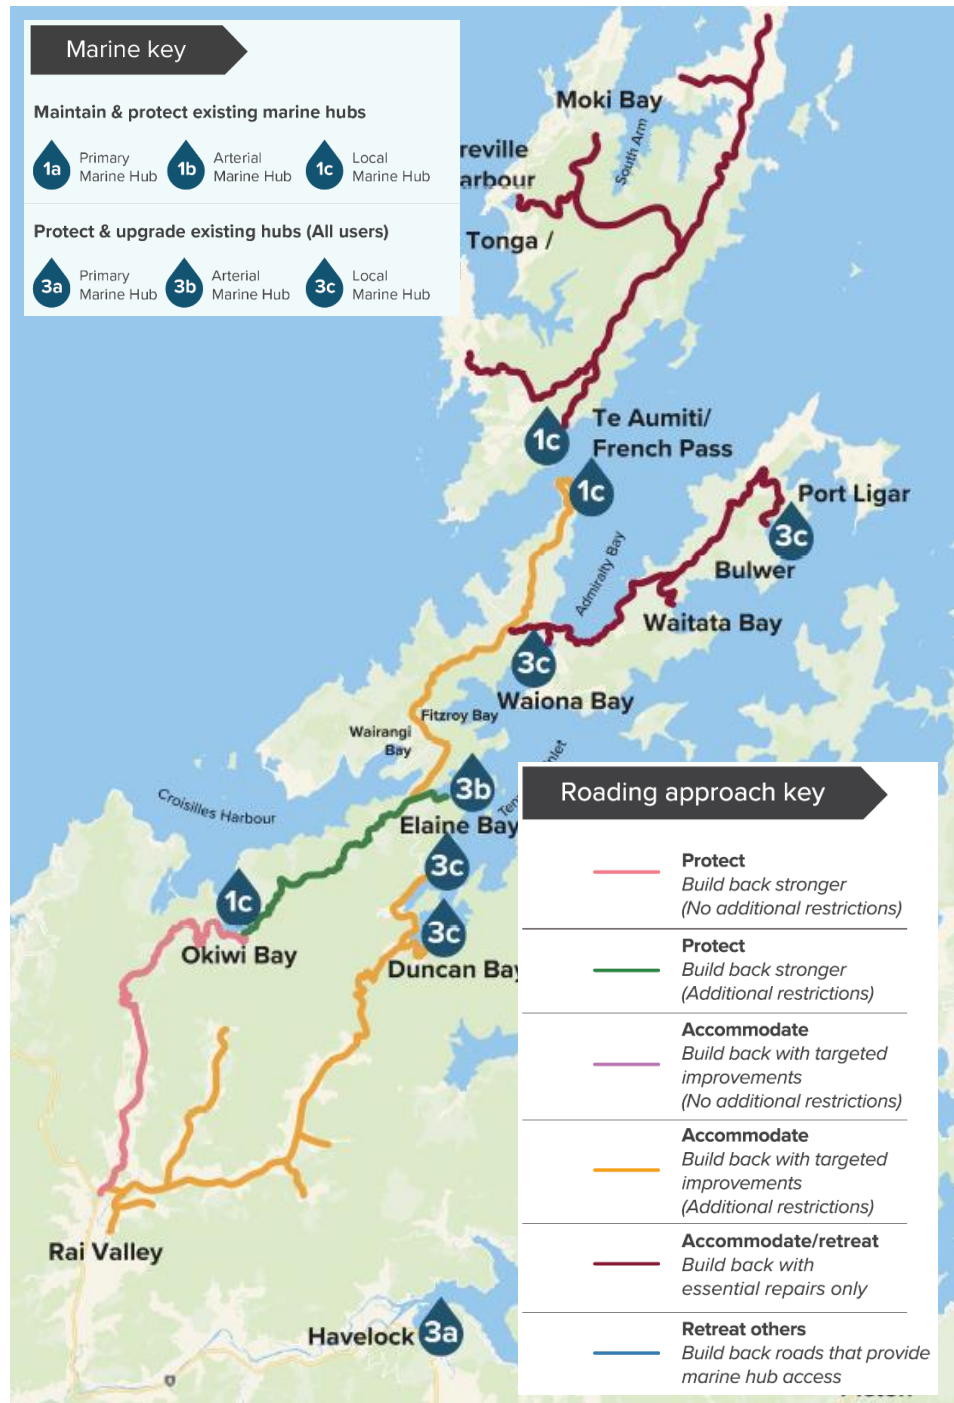 Marine key
Maintain & protect existing marine hubs
1a
Primary
Marine Hub
1b
Arterial
Marine Hub
1c
Local
Marine Hub
Protect & upgrade existing hubs (All users)
3a
Primary
Marine Hub
3b
Arterial
Marine Hub
3c
Local
Marine Hub
Moki Bay
South Arm
reville
arbour
Tonga /
1c
Te Aumiti/
French Pass
1c
Port Ligar
3c
Bulwer
Admiralty Bay
Waitata Bay
3c
Waiona Bay
Fitzroy Bay
Wairangi
Bay
nlet
Ten
3b
Elaine Bay
Croisilles Harbour
3c
1c
Okiwi Bay
3c
Duncan Bay
Rai Valley
Havelock
3a
Roading approach key
Protect
Build back stronger
(No additional restrictions)
Protect
Build back stronger
(Additional restrictions)
Accommodate
Build back with targeted
improvements
(No additional restrictions)
Accommodate
Build back with targeted
improvements
(Additional restrictions)
Accommodate/retreat
Build back with
essential repairs only
Retreat others
Build back roads that provide
marine hub access